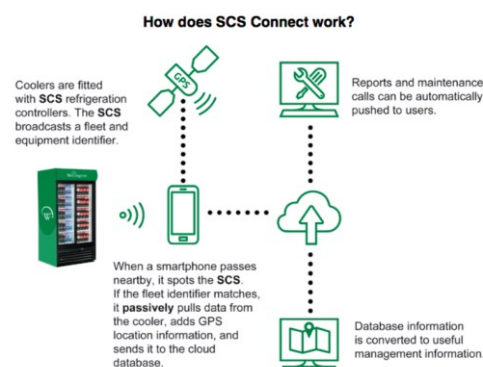 How does SCS Connect work?
Coolers are fitted
with SCS refrigeration
controllers. The SCS
broadcasts a fleet and
equipment identifier.
GPS
Reports and maintenance
calls can be automatically
pushed to users.
When a smartphone passes
nearby, it spots the SCS.
If the fleet identifier matches,
it passively pulls data from
the cooler, adds GPS
location information, and
sends it to the cloud
database.
Database information
is converted to useful
management information